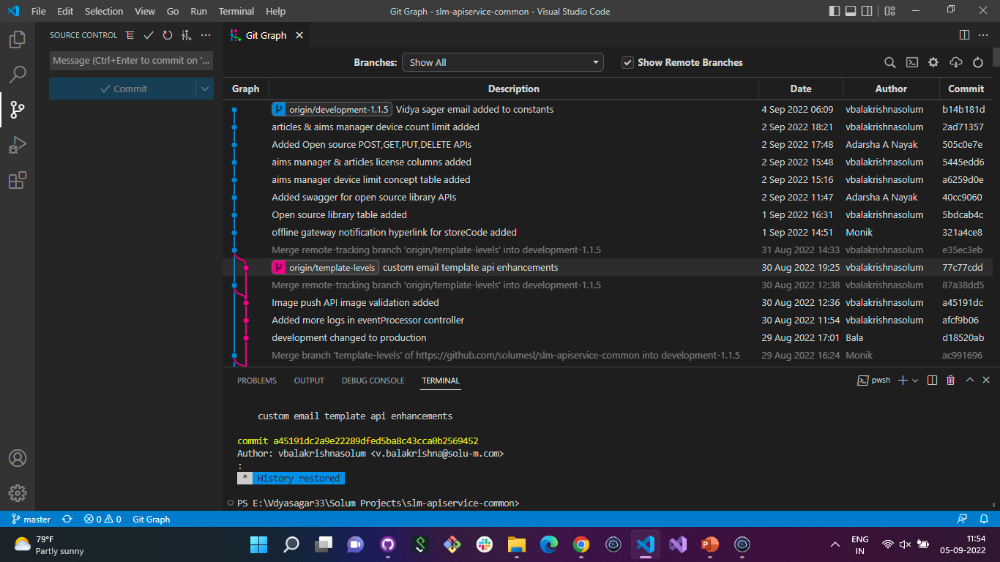 File Edit Selection View Go Run Terminal Help Git Graph - slm-apiservice-common - Visual Studio Code
SOURCE CONTROL
Git Graph
Message (Ctrl+Enter to commit on '...
Commit
Branches: Show All Show Remote Branches
Graph Description Date Author Commit
origin/development-1.1.5 Vidya sager email added to constants 4 Sep 2022 06:09 vbalakrishnasolum b14b181d
articles & aims manager device count limit added 2 Sep 2022 18:21 vbalakrishnasolum 2ad71357
Added Open source POST,GET,PUT,DELETE APIs 2 Sep 2022 17:48 Adarsha A Nayak 505c0e7e
aims manager & articles license columns added 2 Sep 2022 15:48 vbalakrishnasolum 5445edd6
aims manager device limit concept table added 2 Sep 2022 15:16 vbalakrishnasolum a6259d0e
Added swagger for open source library APIs 2 Sep 2022 11:47 Adarsha A Nayak 40cc9060
Open source library table added 1 Sep 2022 16:31 vbalakrishnasolum 5bdcab4c
offline gateway notification hyperlink for storeCode added 1 Sep 2022 14:51 Monik 321a4ce8
Merge remote-tracking branch 'origin/template-levels' into development-1.1.5 31 Aug 2022 14:33 vbalakrishnasolum e35ec3eb
origin/template-levels custom email template api enhancements 30 Aug 2022 19:25 vbalakrishnasolum 77c77cdd
Merge remote-tracking branch 'origin/template-levels' into development-1.1.5 30 Aug 2022 12:38 vbalakrishnasolum 87a38dd5
Image push API image validation added 30 Aug 2022 12:36 vbalakrishnasolum a45191dc
Added more logs in eventProcessor controller 30 Aug 2022 11:54 vbalakrishnasolum afcf9b06
development changed to production 29 Aug 2022 17:01 Bala d18520ab
Merge branch 'template-levels' of https://github.com/solumesl/slm-apiservice-common into development-1.1.5 29 Aug 2022 16:24 Monik ac991696
PROBLEMS OUTPUT DEBUG CONSOLE TERMINAL pwsh
custom email template api enhancements
commit a45191dc2a9e22289dfed5ba8c43cca0b2569452
Author: vbalakrishnasolum <v.balakrishna@solu-m.com>
:
* History restored
PS E:\Vdyasagar33\Solum Projects\slm-apiservice-common>
master 0 0 Git Graph
79°F
Partly sunny
ENG
IN
11:54
05-09-2022